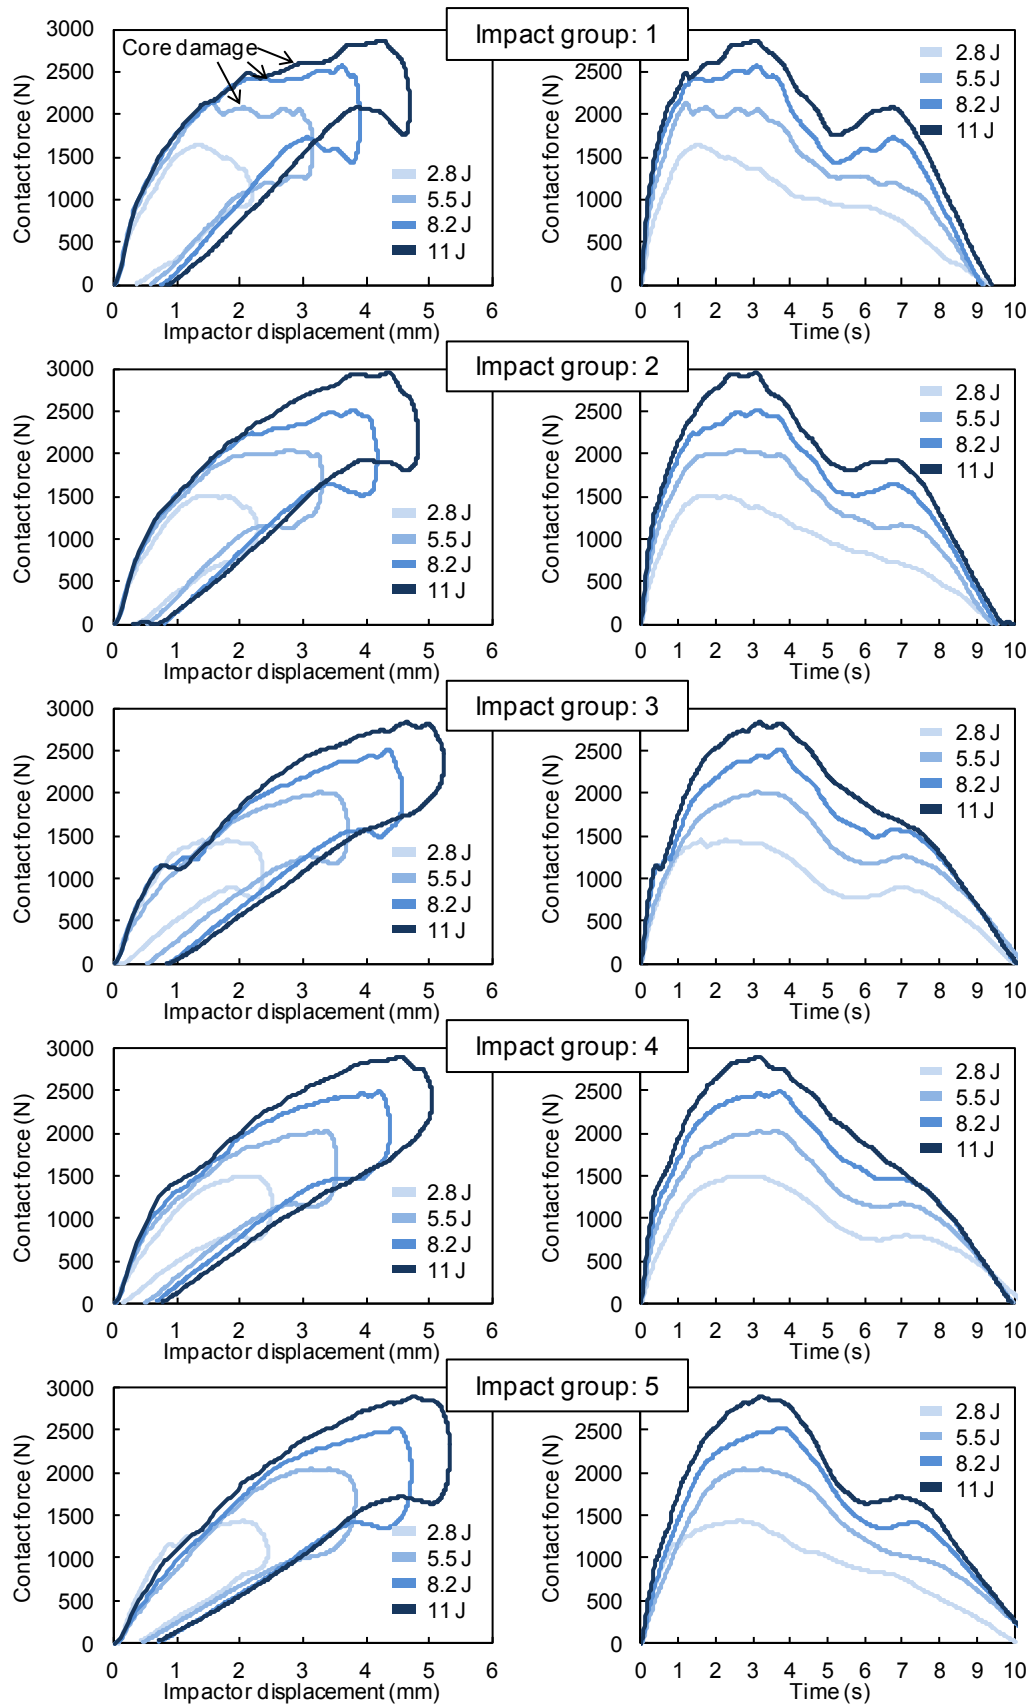 Impact group: 1
Contact force (N)
3000
2500
2000
1500
1000
500
0
Core damage
2.8 J
5.5 J
8.2 J
11 J
0 1 2 3 4 5 6
Impactor displacement (mm)
Contact force (N)
3000
2500
2000
1500
1000
500
0
2.8 J
5.5 J
8.2 J
11 J
0 1 2 3 4 5 6 7 8 9 10
Time (s)
Impact group: 2
Contact force (N)
3000
2500
2000
1500
1000
500
0
2.8 J
5.5 J
8.2 J
11 J
0 1 2 3 4 5 6
Impactor displacement (mm)
Contact force (N)
3000
2500
2000
1500
1000
500
0
2.8 J
5.5 J
8.2 J
11 J
0 1 2 3 4 5 6 7 8 9 10
Time (s)
Impact group: 3
Contact force (N)
3000
2500
2000
1500
1000
500
0
2.8 J
5.5 J
8.2 J
11 J
0 1 2 3 4 5 6
Impactor displacement (mm)
Contact force (N)
3000
2500
2000
1500
1000
500
0
2.8 J
5.5 J
8.2 J
11 J
0 1 2 3 4 5 6 7 8 9 10
Time (s)
Impact group: 4
Contact force (N)
3000
2500
2000
1500
1000
500
0
2.8 J
5.5 J
8.2 J
11 J
0 1 2 3 4 5 6
Impactor displacement (mm)
Contact force (N)
3000
2500
2000
1500
1000
500
0
2.8 J
5.5 J
8.2 J
11 J
0 1 2 3 4 5 6 7 8 9 10
Time (s)
Impact group: 5
Contact force (N)
3000
2500
2000
1500
1000
500
0
2.8 J
5.5 J
8.2 J
11 J
0 1 2 3 4 5 6
Impactor displacement (mm)
Contact force (N)
3000
2500
2000
1500
1000
500
0
2.8 J
5.5 J
8.2 J
11 J
0 1 2 3 4 5 6 7 8 9 10
Time (s)